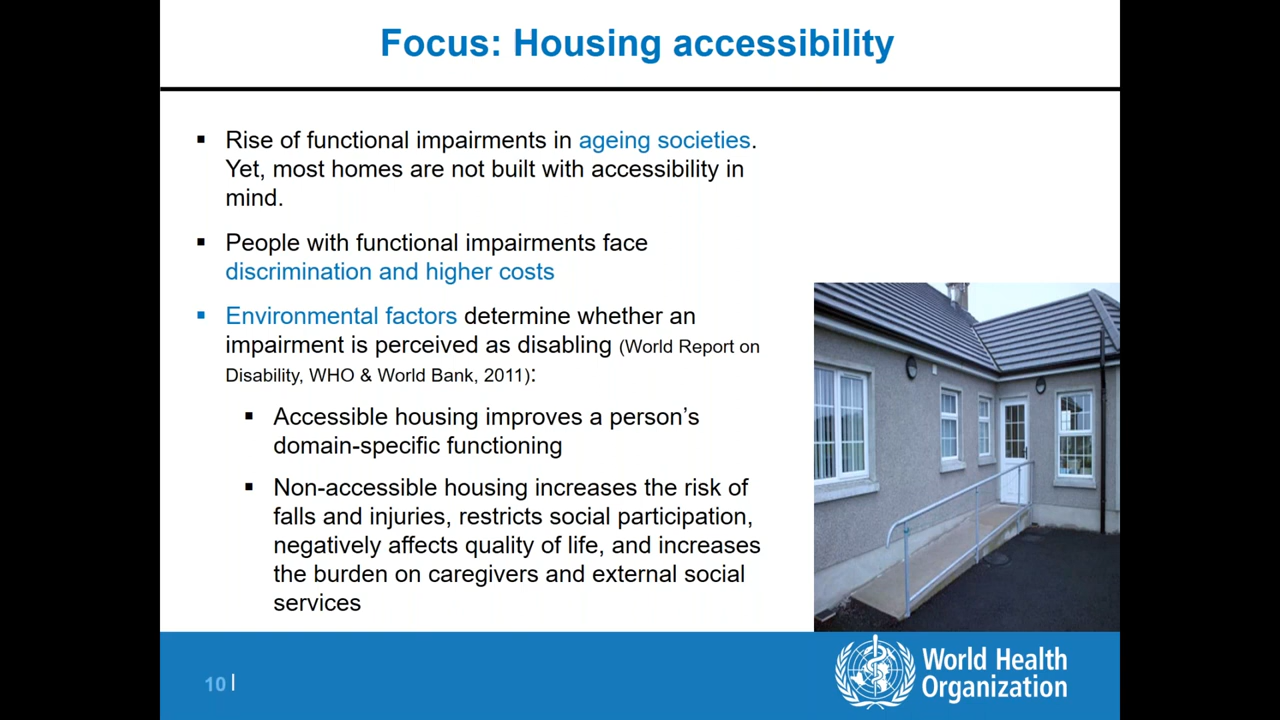 Focus: Housing accessibility
▪ Rise of functional impairments in ageing societies.
Yet, most homes are not built with accessibility in
mind.
▪ People with functional impairments face
discrimination and higher costs
▪ Environmental factors determine whether an
impairment is perceived as disabling (World Report on
Disability, WHO & World Bank, 2011):
▪ Accessible housing improves a person’s
domain-specific functioning
▪ Non-accessible housing increases the risk of
falls and injuries, restricts social participation,
negatively affects quality of life, and increases
the burden on caregivers and external social
services
10 |
World Health
Organization